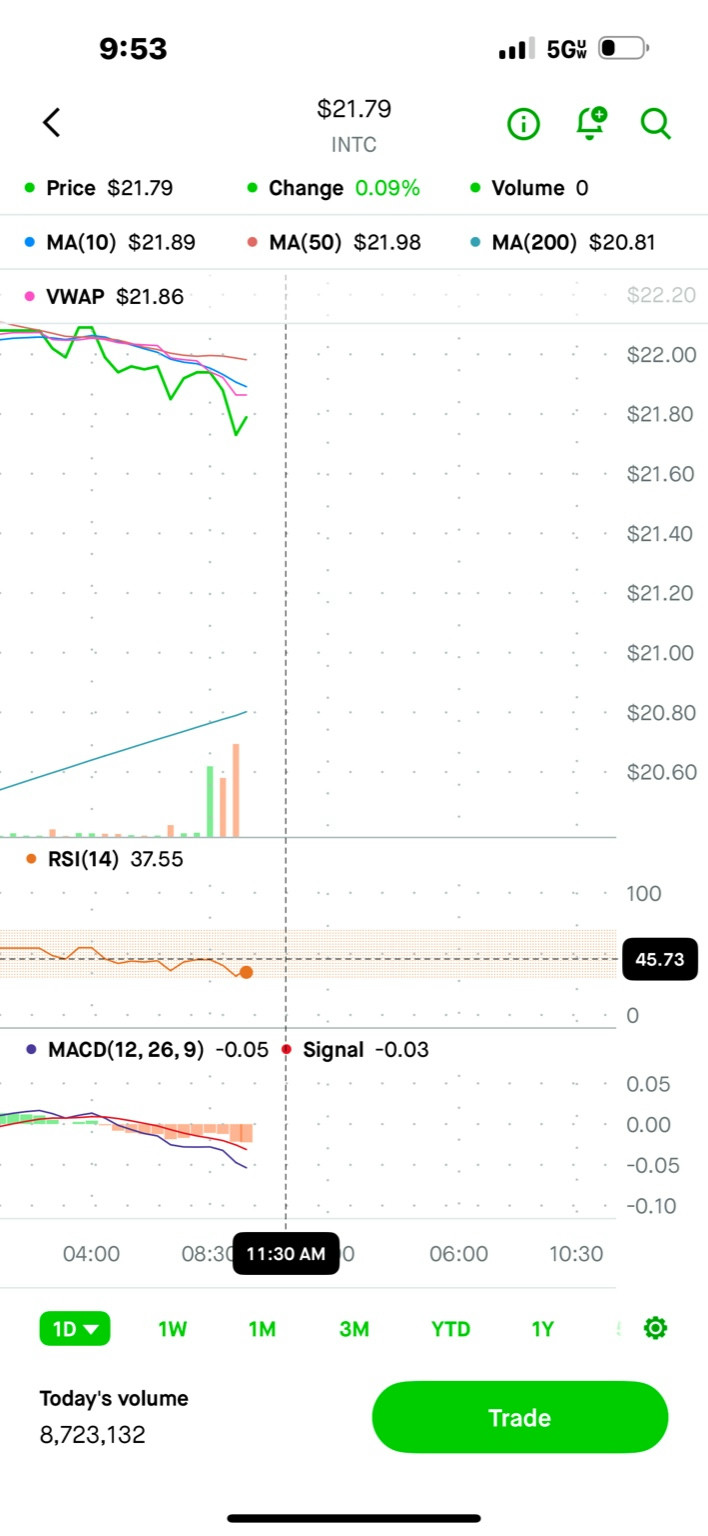 9:53 5GUW
$21.79
INTC
Price $21.79 Change 0.09% Volume 0
MA(10) $21.89 MA(50) $21.98 MA(200) $20.81
VWAP $21.86
$22.20
$22.00
$21.80
$21.60
$21.40
$21.20
$21.00
$20.80
$20.60
RSI(14) 37.55
100
45.73
0
MACD(12, 26, 9) -0.05 Signal -0.03
0.05
0.00
-0.05
-0.10
04:00 08:30 11:30 AM 0 06:00 10:30
1D 1W 1M 3M YTD 1Y
Today's volume
8,723,132
Trade